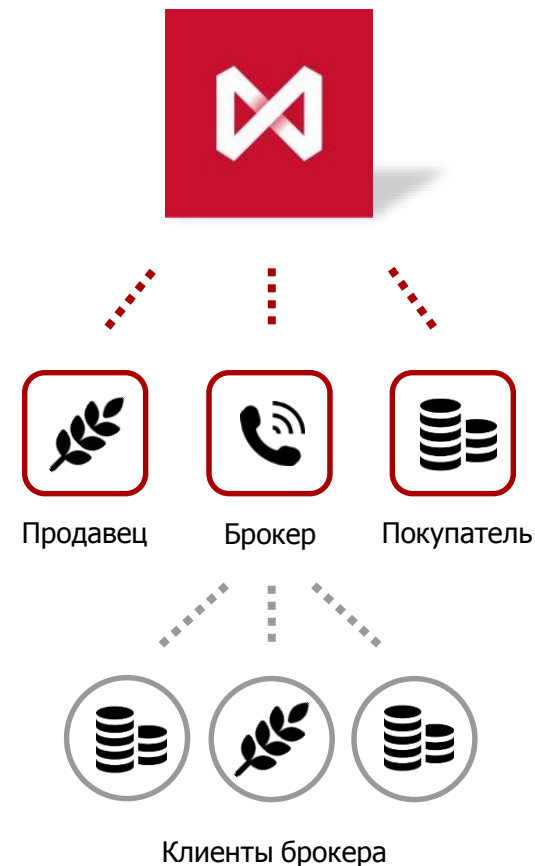 Продавец
Брокер
Покупатель
Клиенты брокера